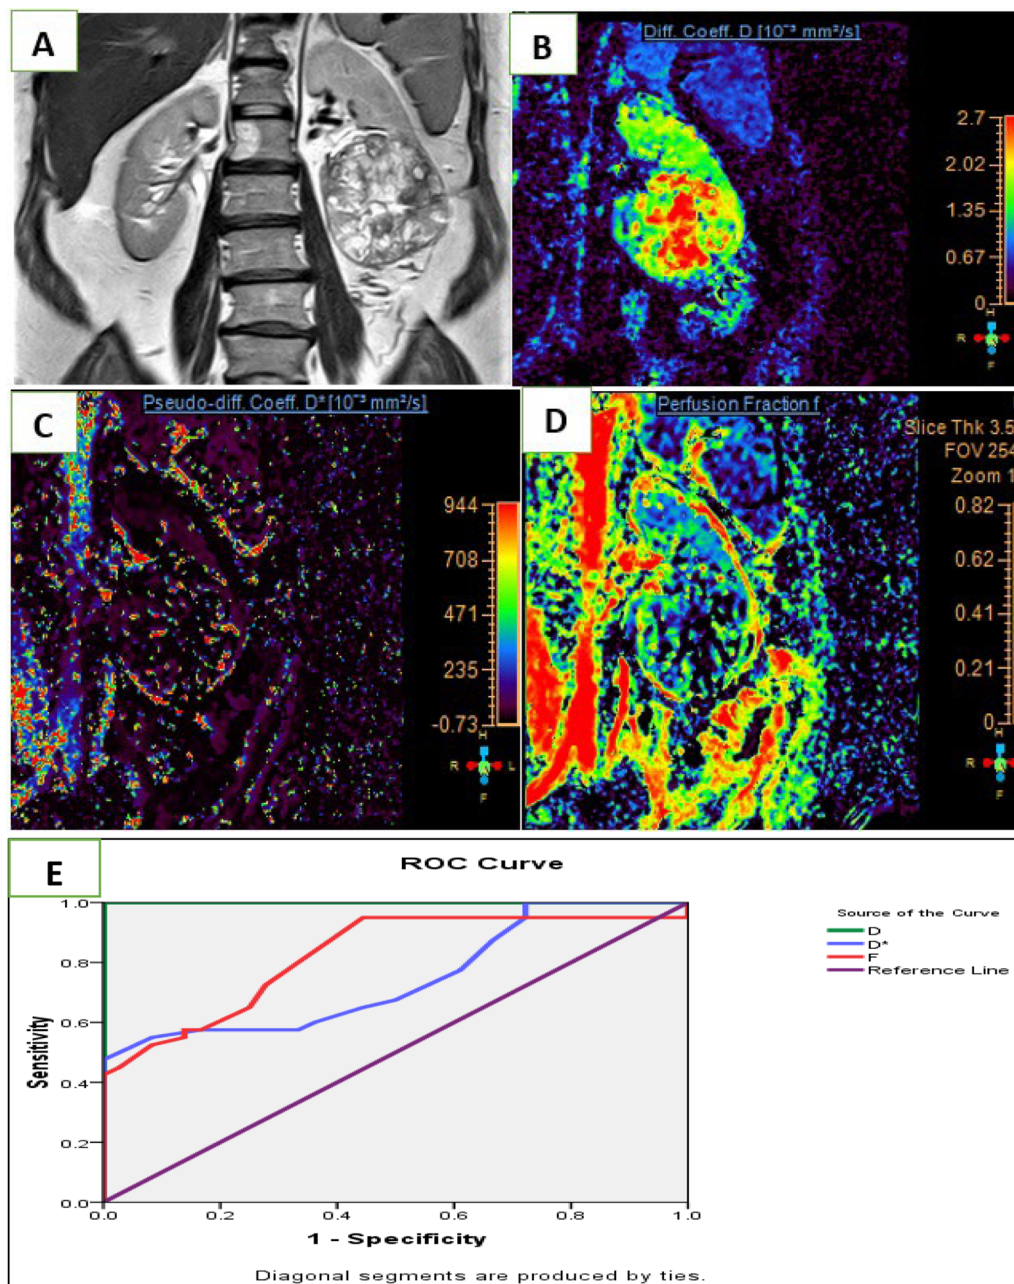 A
B
Diff. Coeff. D [10⁻³ mm²/s]
2.7
2.02
1.35
0.67
0
H
R
F
C
Pseudo-diff. Coeff. D* [10⁻³ mm²/s]
944
708
471
235
-0.73
H
R
L
F
D
Perfusion Fraction f
Slice Thk 3.5
FOV 254
Zoom 1
0.82
0.62
0.41
0.21
0
H
R
F
E
ROC Curve
Sensitivity
1.0
0.8
0.6
0.4
0.2
0.0
0.0 0.2 0.4 0.6 0.8 1.0
1 - Specificity
Source of the Curve
D
D*
F
Reference Line
Diagonal segments are produced by ties.